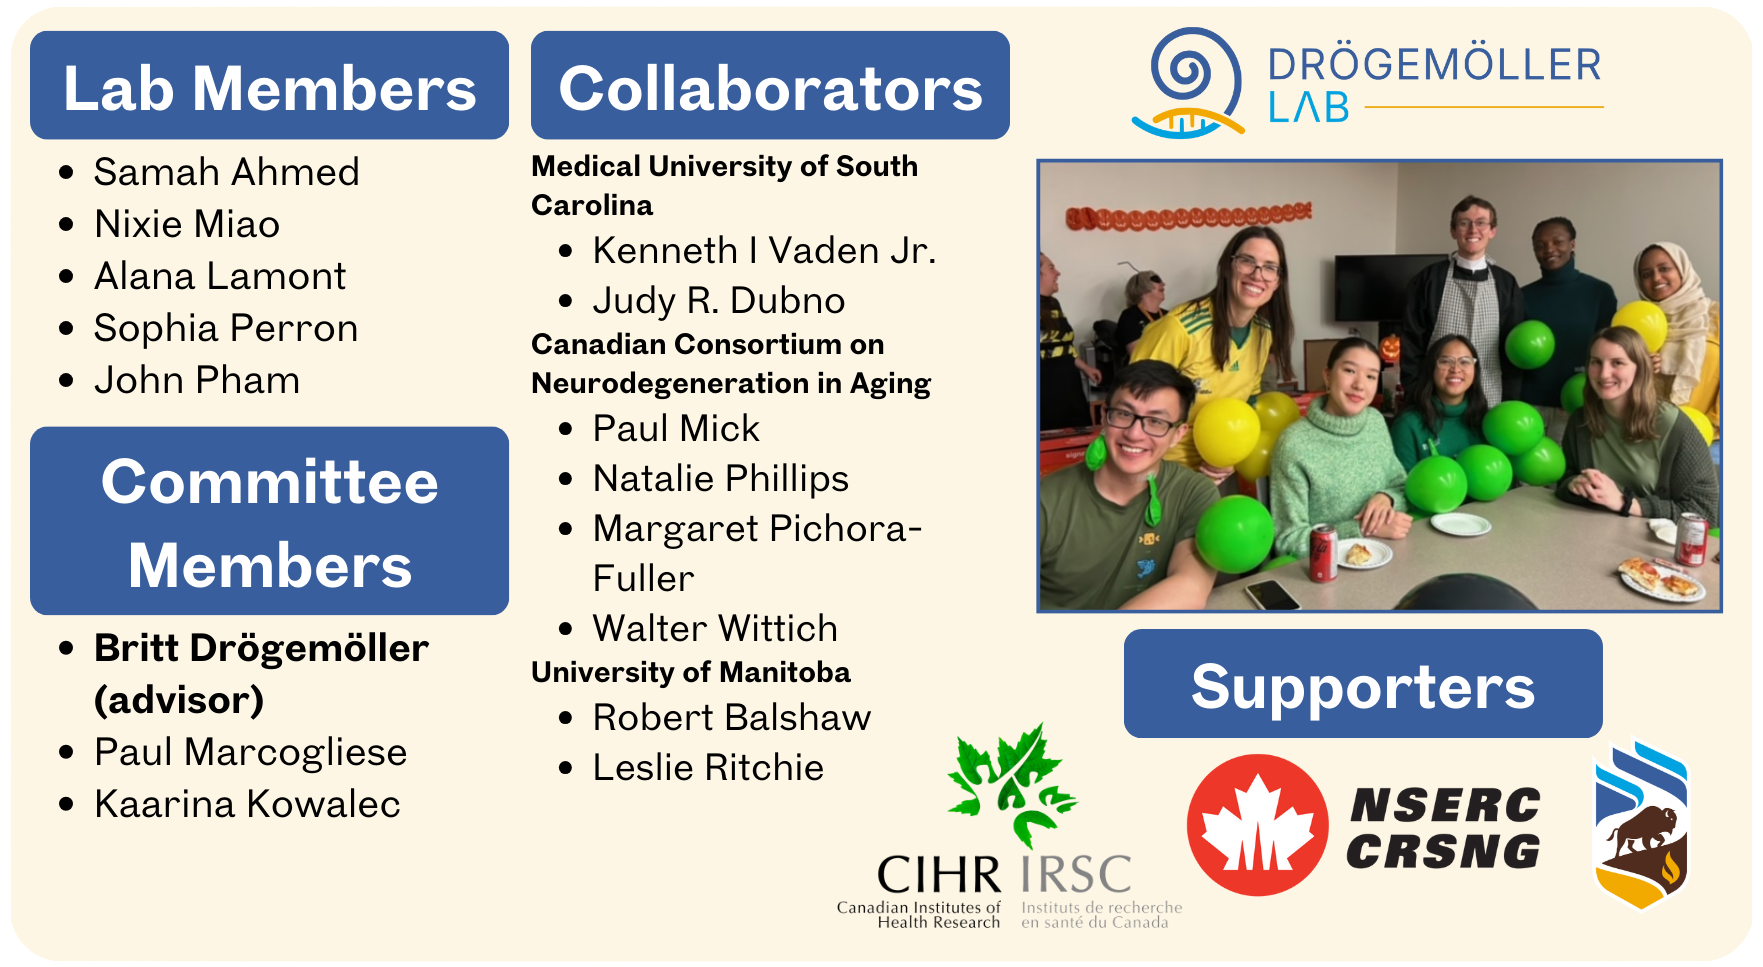 Lab Members
Samah Ahmed
Nixie Miao
Alana Lamont
Sophia Perron
John Pham
Committee
Members
Britt Drögemöller
(advisor)
Paul Marcogliese
Kaarina Kowalec
Collaborators
Medical University of South
Carolina
Kenneth I Vaden Jr.
Judy R. Dubno
Canadian Consortium on
Neurodegeneration in Aging
Paul Mick
Natalie Phillips
Margaret Pichora-
Fuller
Walter Wittich
University of Manitoba
Robert Balshaw
Leslie Ritchie
DRÖGEMÖLLER
LAB
Supporters
CIHR IRSC
Canadian Institutes of
Health Research
Instituts de recherche
en santé du Canada
NSERC
CRSNG